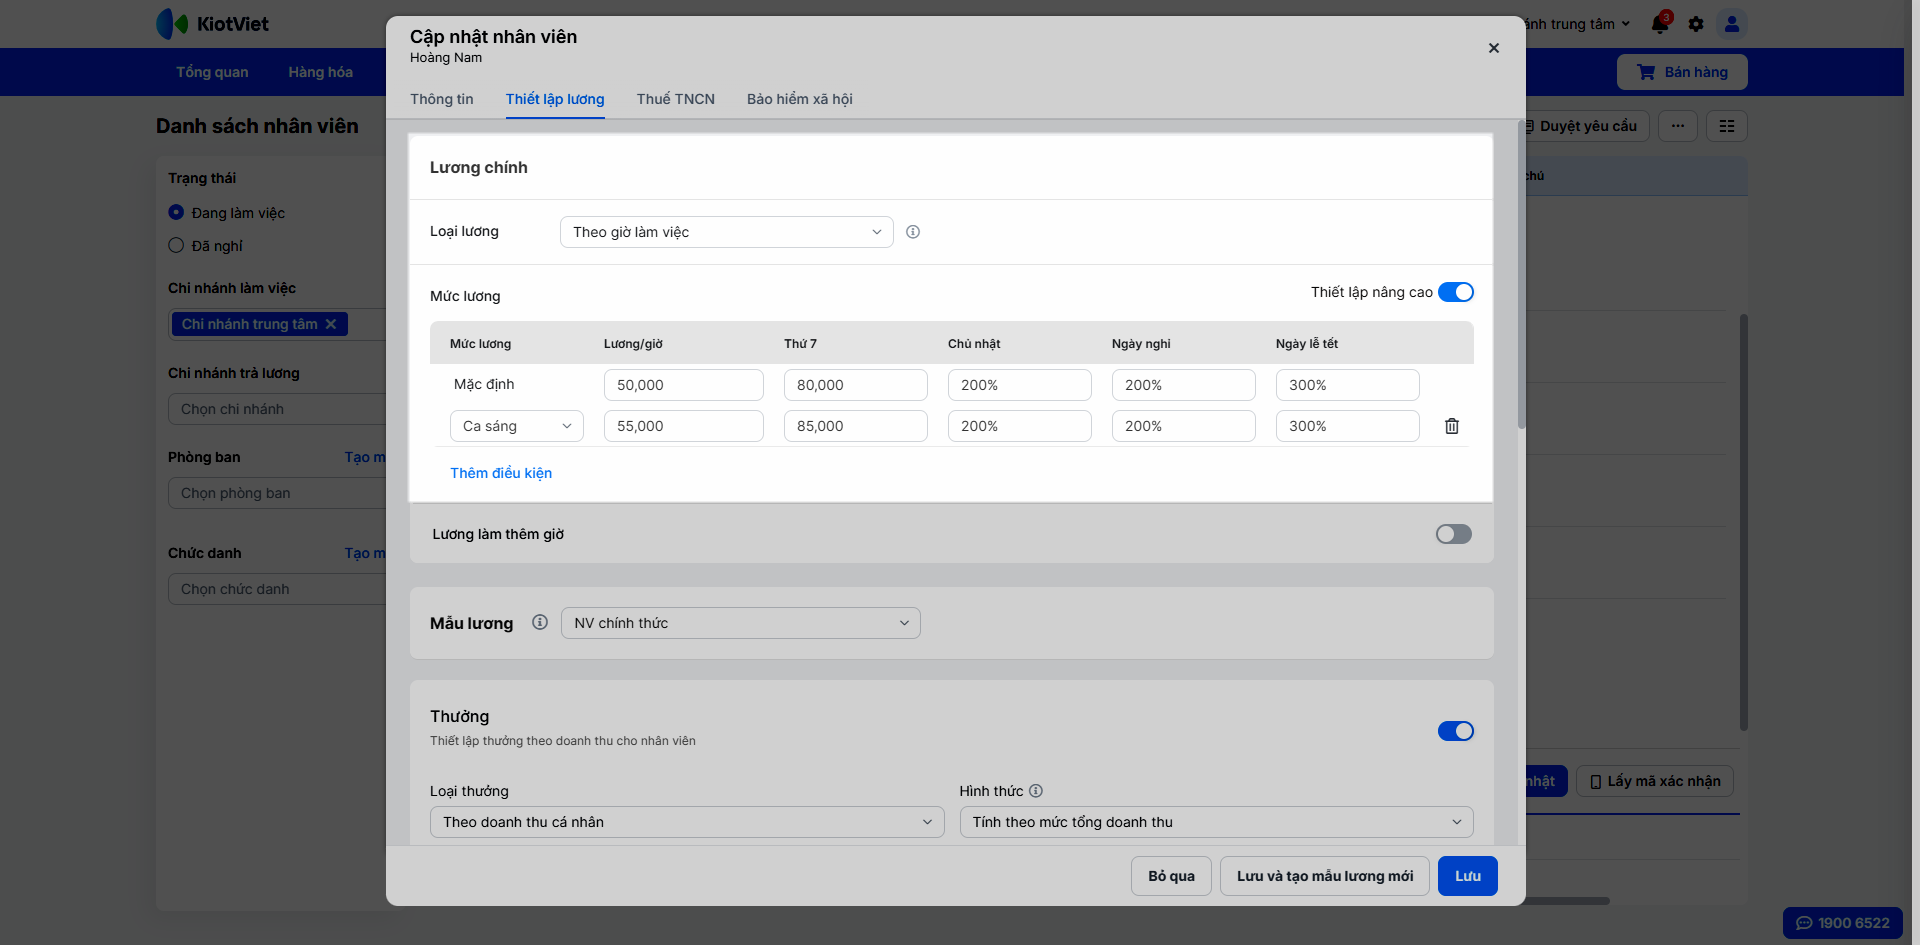 KiotViet
ánh trung tâm
3
Tổng quan
Hàng hóa
Bán hàng
Danh sách nhân viên
Duyệt yêu cầu
Trạng thái
Đang làm việc
Đã nghỉ
Chi nhánh làm việc
Chi nhánh trung tâm
Chi nhánh trả lương
Chọn chi nhánh
Phòng ban
Tạo m
Chọn phòng ban
Chức danh
Tạo m
Chọn chức danh
chú
Cập nhật nhân viên
Hoàng Nam
Thông tin
Thiết lập lương
Thuế TNCN
Bảo hiểm xã hội
Lương chính
Loại lương
Theo giờ làm việc
Mức lương
Thiết lập nâng cao
Mức lương
Lương/giờ
Thứ 7
Chủ nhật
Ngày nghỉ
Ngày lễ tết
Mặc định
50,000
80,000
200%
200%
300%
Ca sáng
55,000
85,000
200%
200%
300%
Thêm điều kiện
Lương làm thêm giờ
Mẫu lương
NV chính thức
Thưởng
Thiết lập thưởng theo doanh thu cho nhân viên
Loại thưởng
Hình thức
Theo doanh thu cá nhân
Tính theo mức tổng doanh thu
Bỏ qua
Lưu và tạo mẫu lương mới
Lưu
nhật
Lấy mã xác nhận
1900 6522